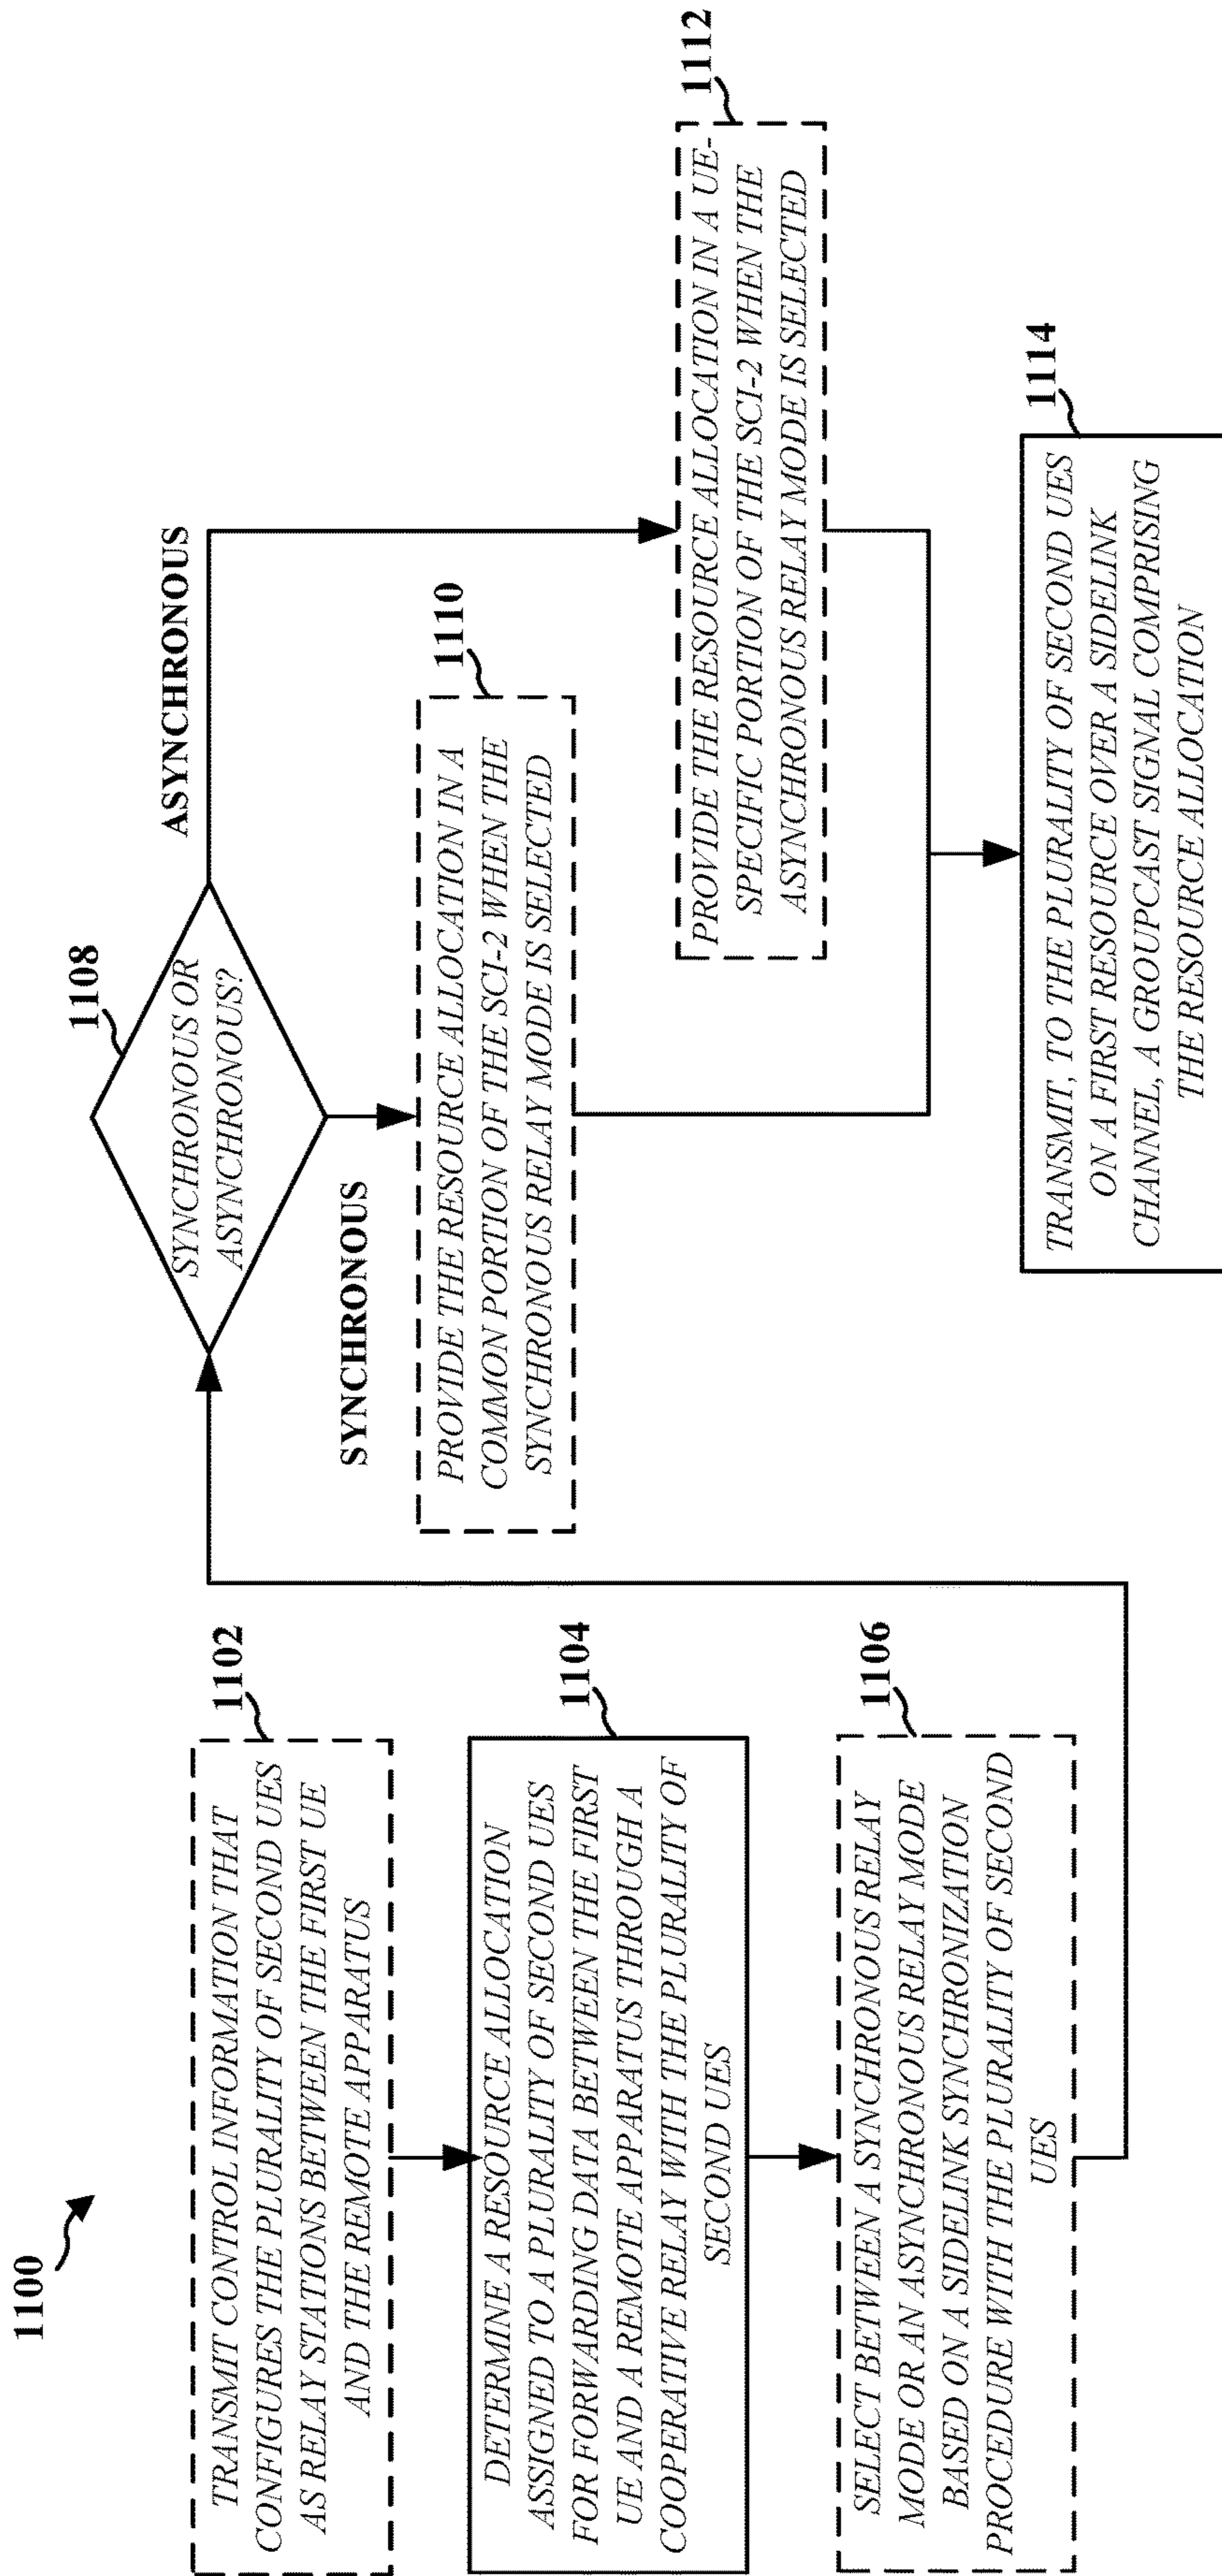 1100
1102
TRANSMIT CONTROL INFORMATION THAT
CONFIGURES THE PLURALITY OF SECOND UES
AS RELAY STATIONS BETWEEN THE FIRST UE
AND THE REMOTE APPARATUS
1104
DETERMINE A RESOURCE ALLOCATION
ASSIGNED TO A PLURALITY OF SECOND UES
FOR FORWARDING DATA BETWEEN THE FIRST
UE AND A REMOTE APPARATUS THROUGH A
COOPERATIVE RELAY WITH THE PLURALITY OF
SECOND UES
1106
SELECT BETWEEN A SYNCHRONOUS RELAY
MODE OR AN ASYNCHRONOUS RELAY MODE
BASED ON A SIDELINK SYNCHRONIZATION
PROCEDURE WITH THE PLURALITY OF SECOND
UES
1108
SYNCHRONOUS OR
ASYNCHRONOUS?
SYNCHRONOUS
ASYNCHRONOUS
1110
PROVIDE THE RESOURCE ALLOCATION IN A
COMMON PORTION OF THE SCI-2 WHEN THE
SYNCHRONOUS RELAY MODE IS SELECTED
1112
PROVIDE THE RESOURCE ALLOCATION IN A UE-
SPECIFIC PORTION OF THE SCI-2 WHEN THE
ASYNCHRONOUS RELAY MODE IS SELECTED
1114
TRANSMIT, TO THE PLURALITY OF SECOND UES
ON A FIRST RESOURCE OVER A SIDELINK
CHANNEL, A GROUPCAST SIGNAL COMPRISING
THE RESOURCE ALLOCATION